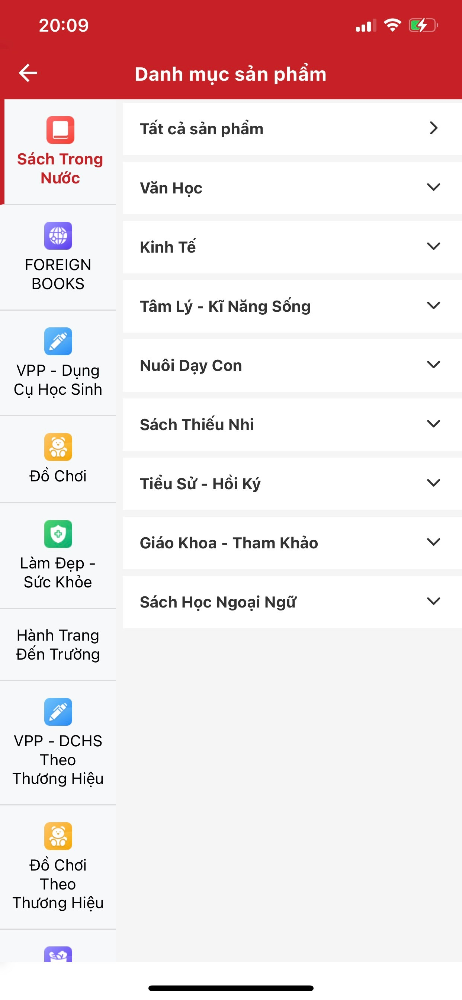 20:09
Danh mục sản phẩm
Sách Trong
Nước
FOREIGN
BOOKS
VPP - Dụng
Cụ Học Sinh
Đồ Chơi
Làm Đẹp -
Sức Khỏe
Hành Trang
Đến Trường
VPP - DCHS
Theo
Thương Hiệu
Đồ Chơi
Theo
Thương Hiệu
Tất cả sản phẩm
Văn Học
Kinh Tế
Tâm Lý - Kĩ Năng Sống
Nuôi Dạy Con
Sách Thiếu Nhi
Tiểu Sử - Hồi Ký
Giáo Khoa - Tham Khảo
Sách Học Ngoại Ngữ